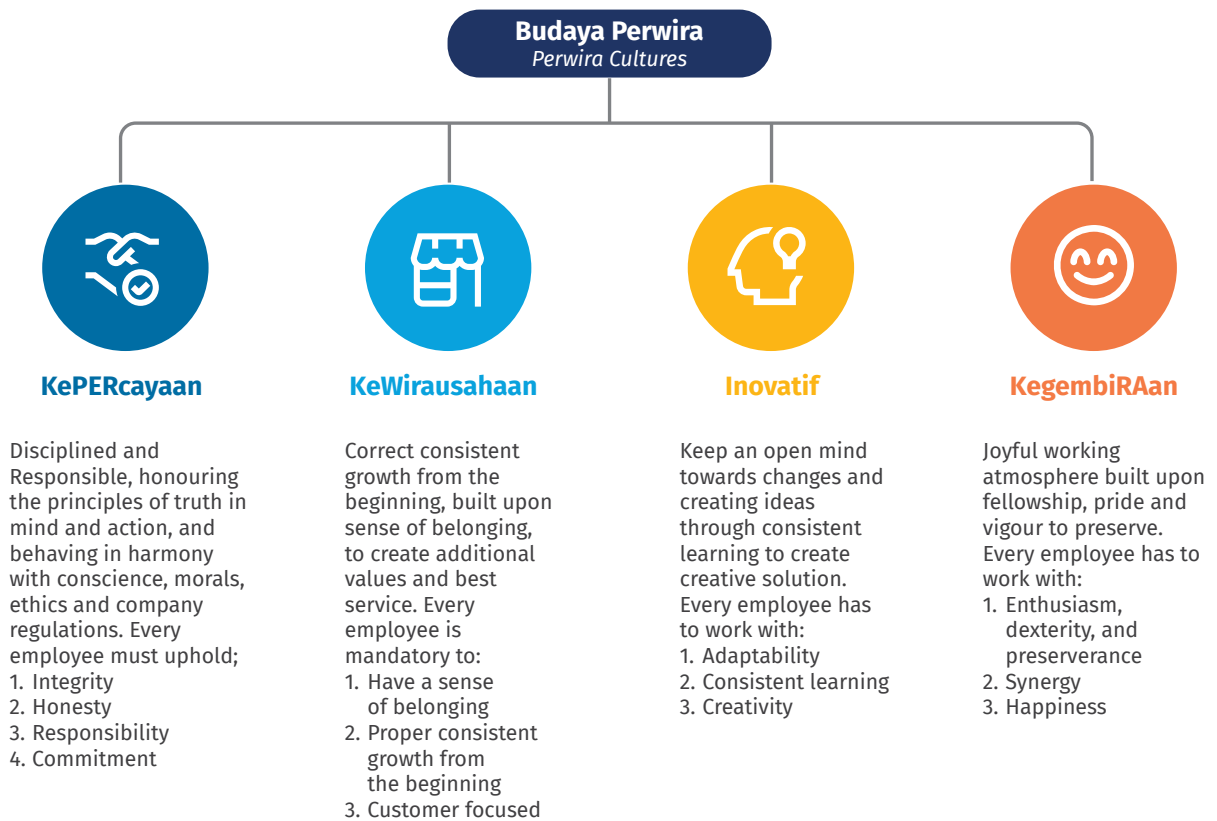 Budaya Perwira
Perwira Cultures
KePERcayaan
Disciplined and
Responsible, honouring
the principles of truth in
mind and action, and
behaving in harmony
with conscience, morals,
ethics and company
regulations. Every
employee must uphold;
1. Integrity
2. Honesty
3. Responsibility
4. Commitment
KeWirausahaan
Correct consistent
growth from the
beginning, built upon
sense of belonging,
to create additional
values and best
service. Every
employee is
mandatory to:
1. Have a sense
of belonging
2. Proper consistent
growth from
the beginning
3. Customer focused
Inovatif
Keep an open mind
towards changes and
creating ideas
through consistent
learning to create
creative solution.
Every employee has
to work with:
1. Adaptability
2. Consistent learning
3. Creativity
KegembiRAan
Joyful working
atmosphere built upon
fellowship, pride and
vigour to preserve.
Every employee has to
work with:
1. Enthusiasm,
dexterity, and
preserverance
2. Synergy
3. Happiness